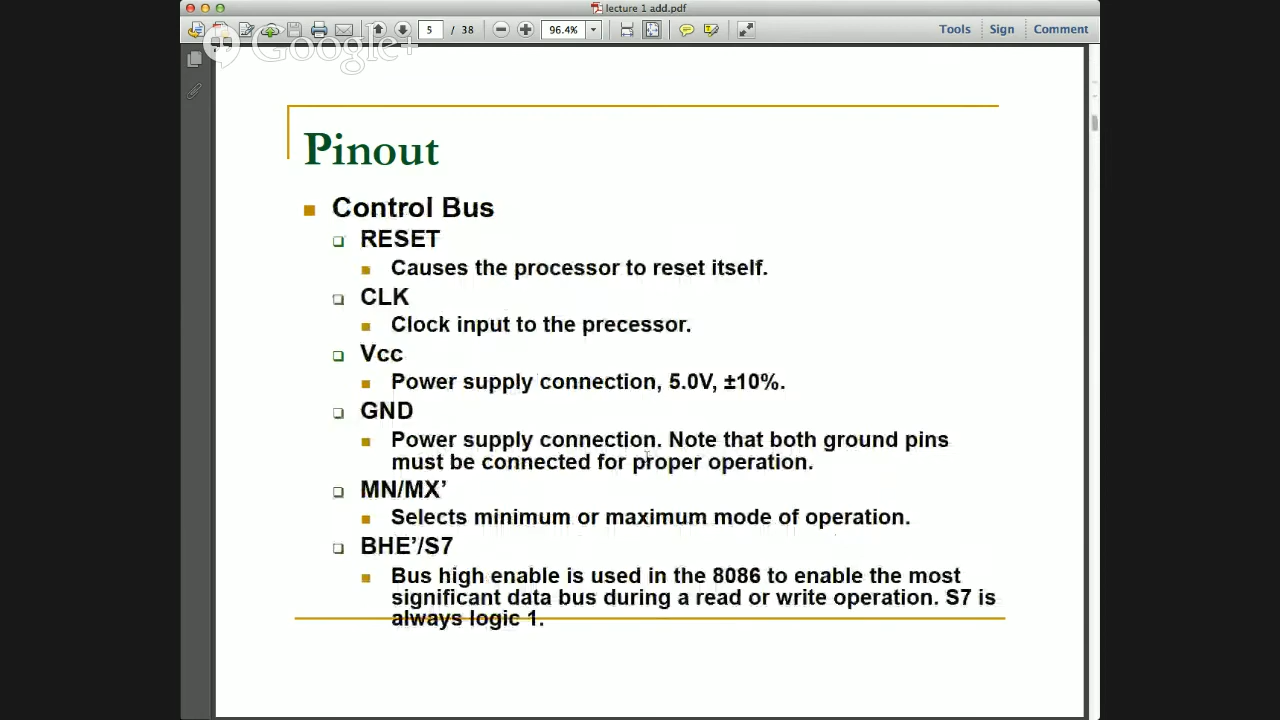 lecture 1 add.pdf
5 / 38 96.4% Tools Sign Comment
Google+
Pinout
Control Bus
RESET
Causes the processor to reset itself.
CLK
Clock input to the precessor.
Vcc
Power supply connection, 5.0V, ±10%.
GND
Power supply connection. Note that both ground pins
must be connected for proper operation.
MN/MX’
Selects minimum or maximum mode of operation.
BHE’/S7
Bus high enable is used in the 8086 to enable the most
significant data bus during a read or write operation. S7 is
always logic 1.